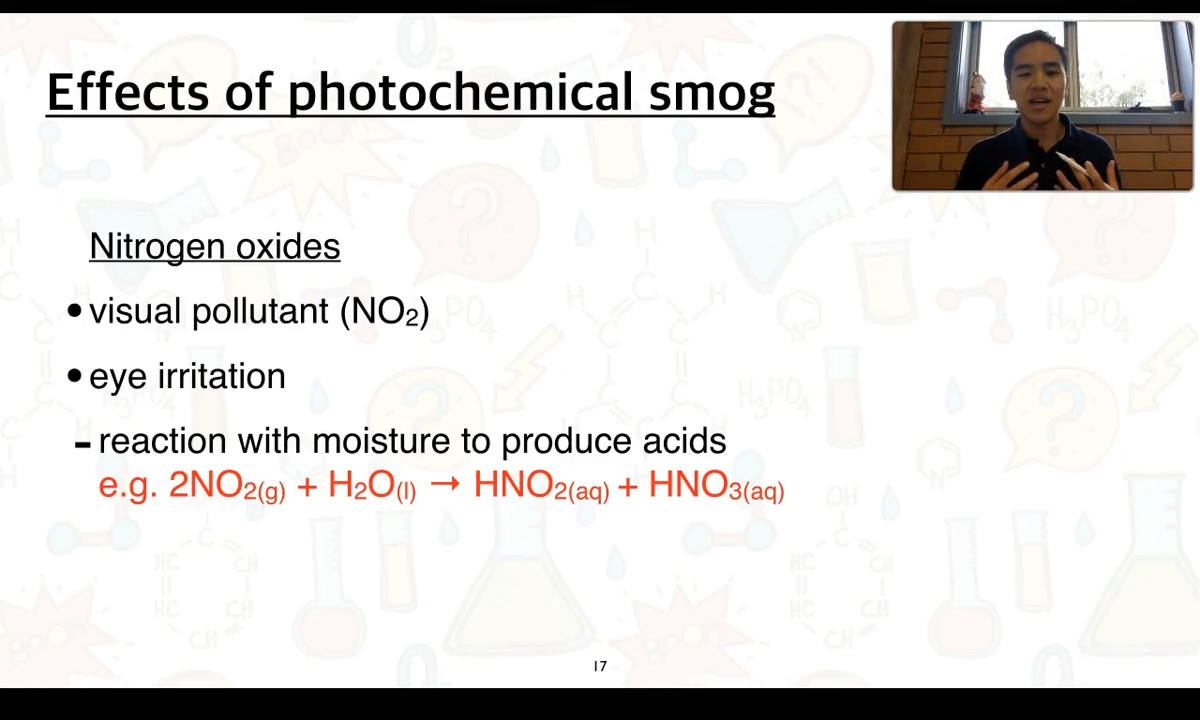 Effects of photochemical smog
Nitrogen oxides
•visual pollutant (NO₂)
•eye irritation
-reaction with moisture to produce acids
e.g. 2NO₂(g) + H₂O(l) → HNO₂(aq) + HNO₃(aq)
17